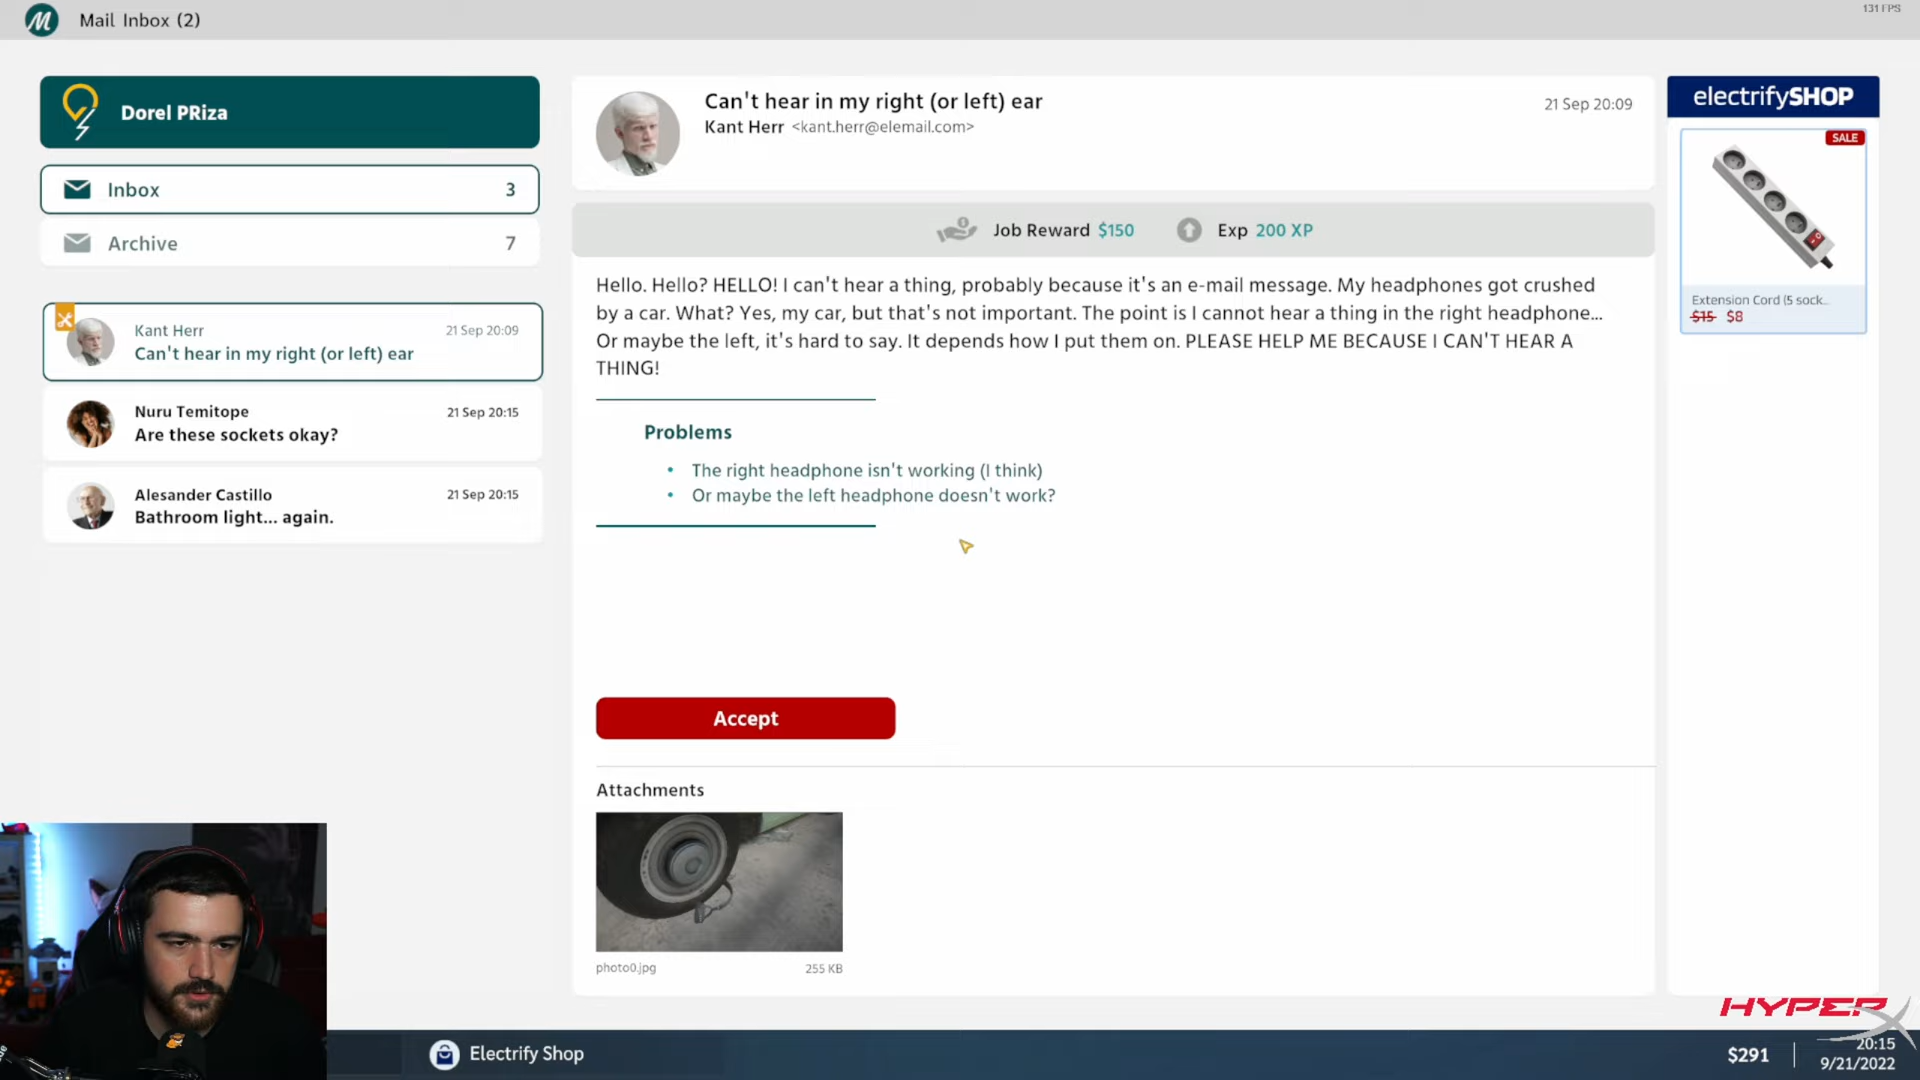 Mail Inbox (2)
131 FPS
Dorel PRiza
Inbox 3
Archive 7
Kant Herr 21 Sep 20:09
Can't hear in my right (or left) ear
Nuru Temitope 21 Sep 20:15
Are these sockets okay?
Alesander Castillo 21 Sep 20:15
Bathroom light... again.
Can't hear in my right (or left) ear
Kant Herr <kant.herr@elemail.com>
21 Sep 20:09
Job Reward $150 Exp 200 XP
Hello. Hello? HELLO! I can't hear a thing, probably because it's an e-mail message. My headphones got crushed
by a car. What? Yes, my car, but that's not important. The point is I cannot hear a thing in the right headphone...
Or maybe the left, it's hard to say. It depends how I put them on. PLEASE HELP ME BECAUSE I CAN'T HEAR A
THING!
Problems
• The right headphone isn't working (I think)
• Or maybe the left headphone doesn't work?
Accept
Attachments
photo0.jpg 255 KB
electrifySHOP
SALE
Extension Cord (5 sock...
$15 $8
Electrify Shop
HYPERX
$291
20:15
9/21/2022